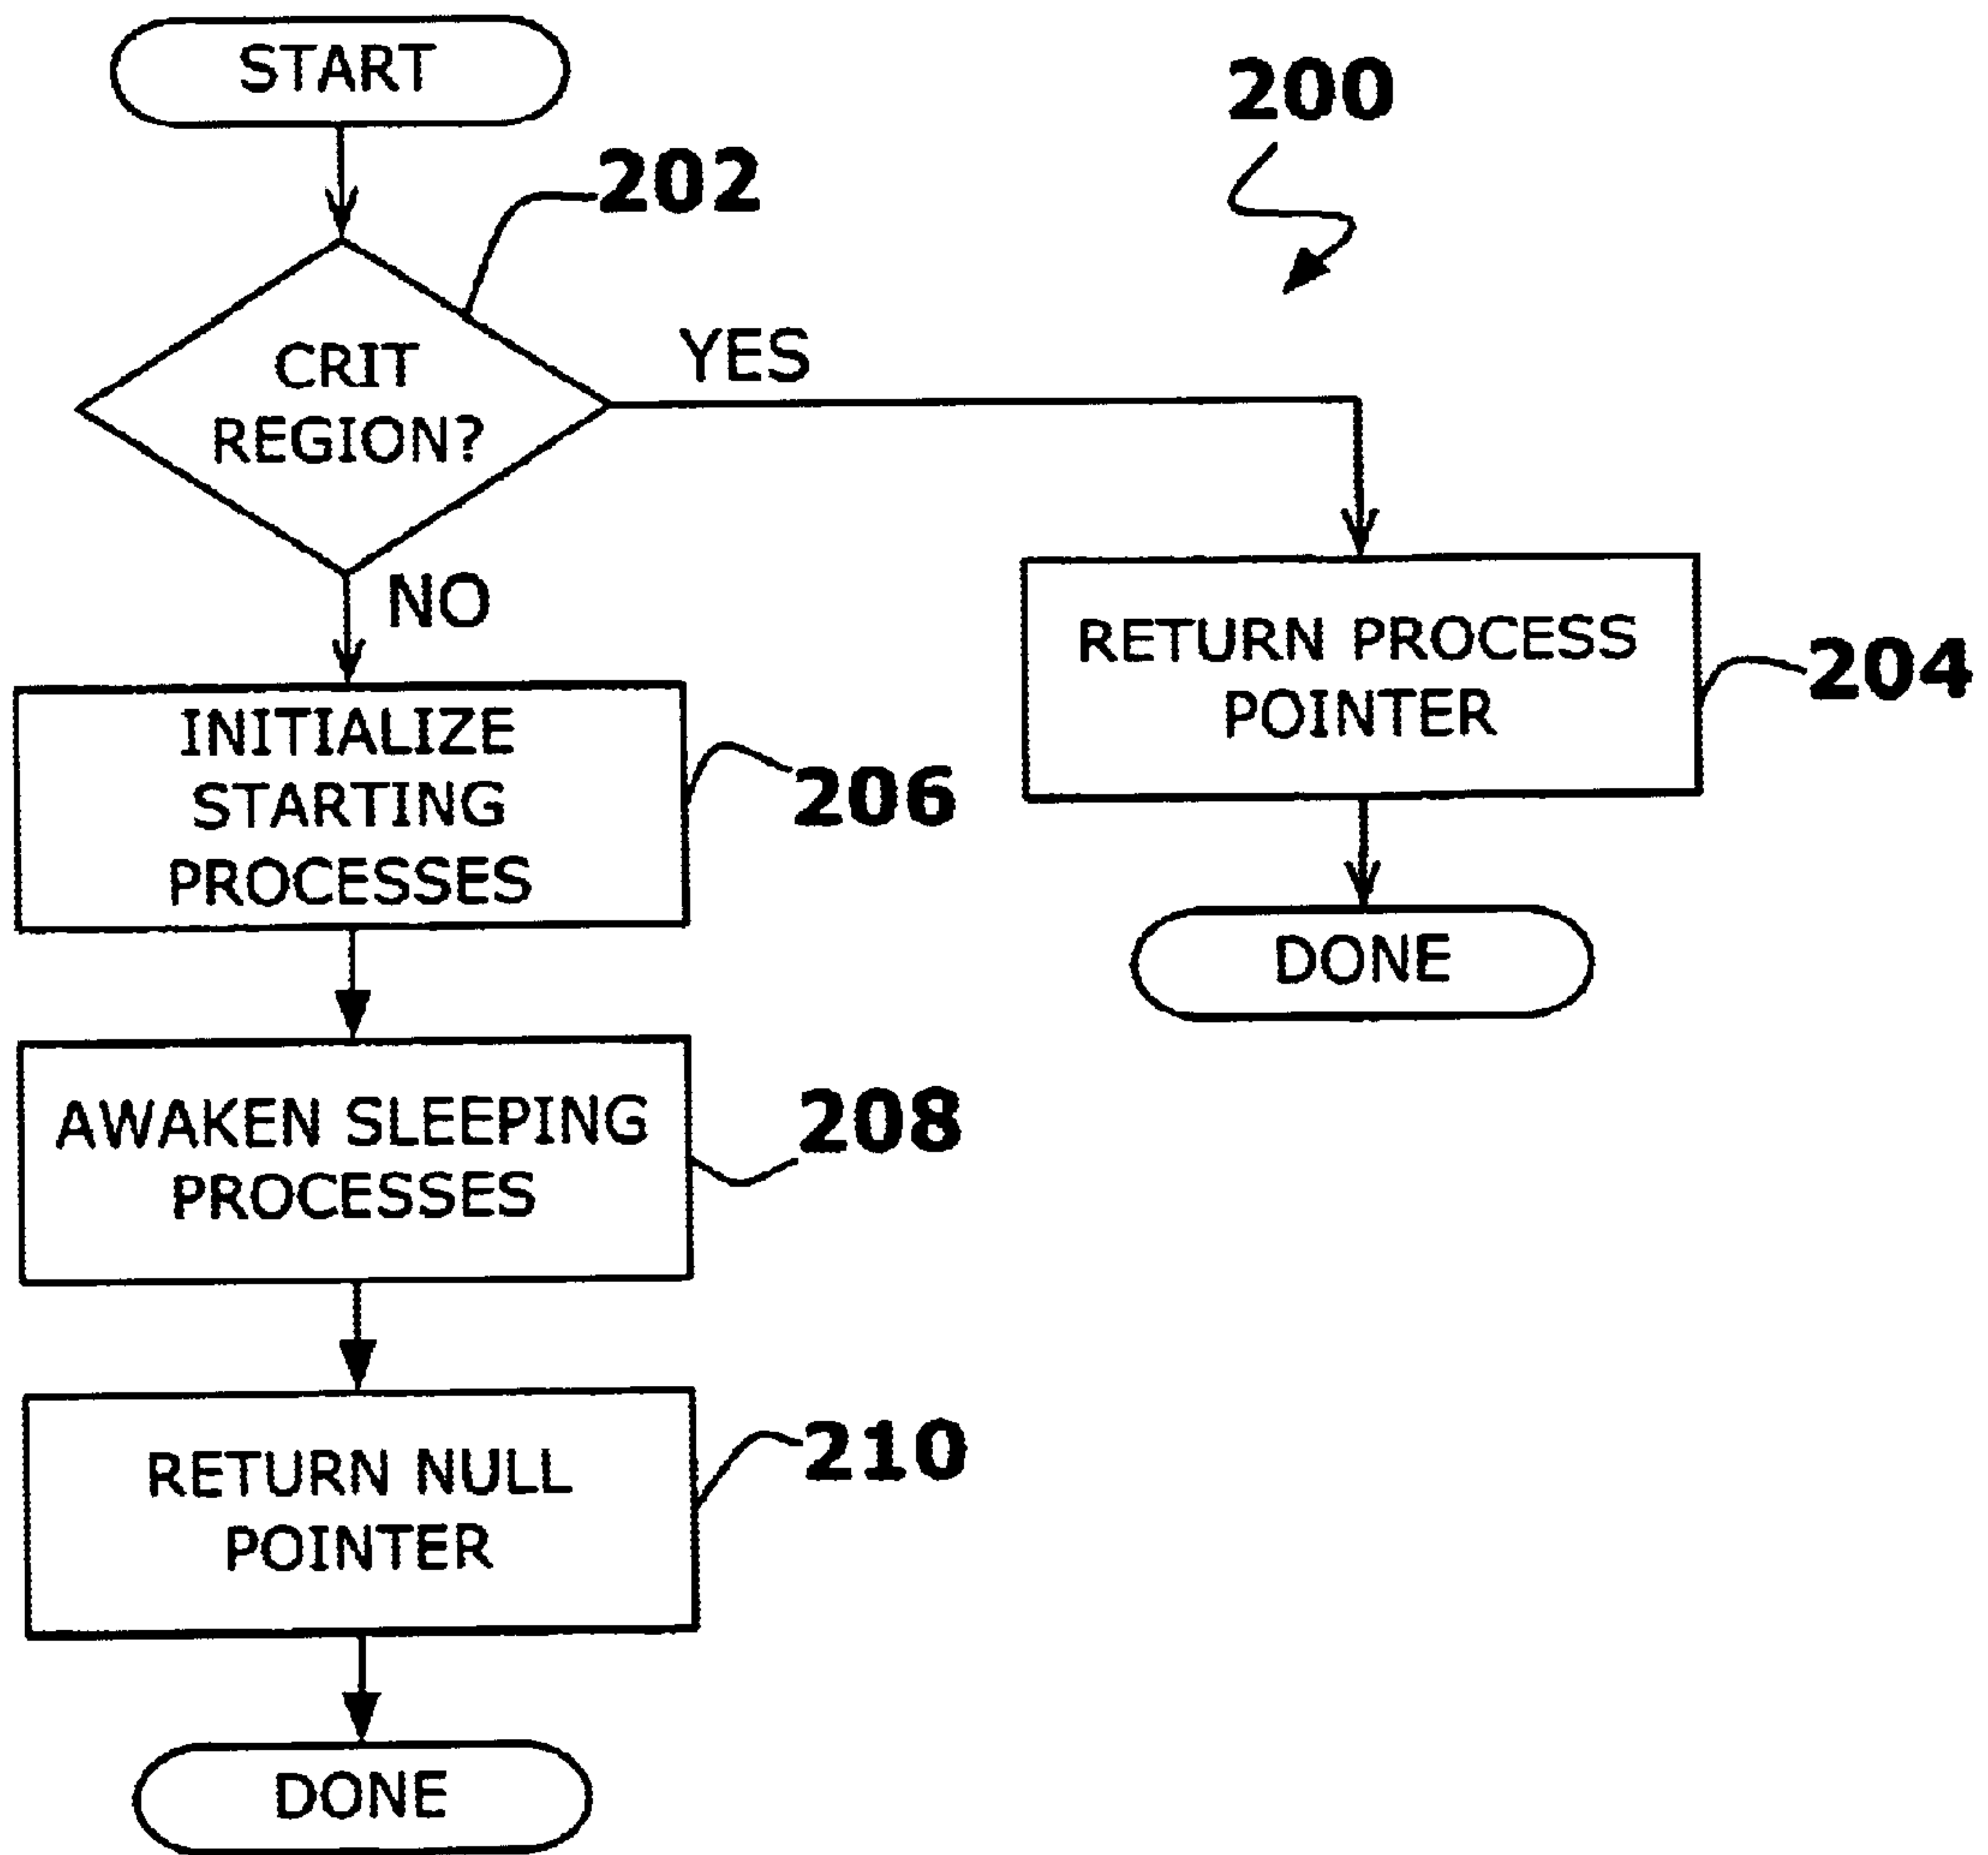 START
200
202
CRIT
REGION?
YES
NO
RETURN PROCESS
POINTER
204
INITIALIZE
STARTING
PROCESSES
206
DONE
AWAKEN SLEEPING
PROCESSES
208
RETURN NULL
POINTER
210
DONE